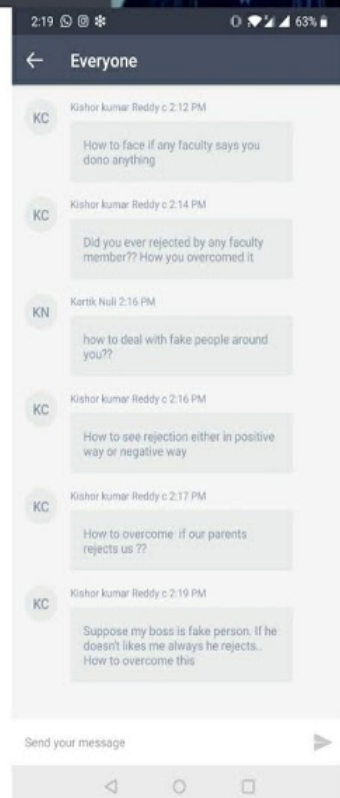 2:19 63%
Everyone
Kishor kumar Reddy c 2:12 PM
KC
How to face if any faculty says you
dono anything
Kishor kumar Reddy c 2:14 PM
KC
Did you ever rejected by any faculty
member?? How you overcomed it
Kartik Nuli 2:16 PM
KN
how to deal with fake people around
you??
Kishor kumar Reddy c 2:16 PM
KC
How to see rejection either in positive
way or negative way
Kishor kumar Reddy c 2:17 PM
KC
How to overcome if our parents
rejects us ??
Kishor kumar Reddy c 2:19 PM
KC
Suppose my boss is fake person. If he
doesn't likes me always he rejects..
How to overcome this
Send your message